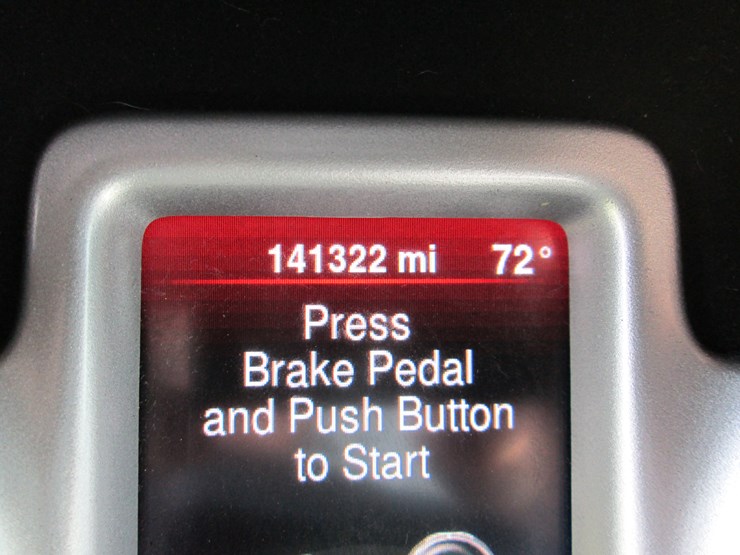 141322 mi 72°
Press
Brake Pedal
and Push Button
to Start